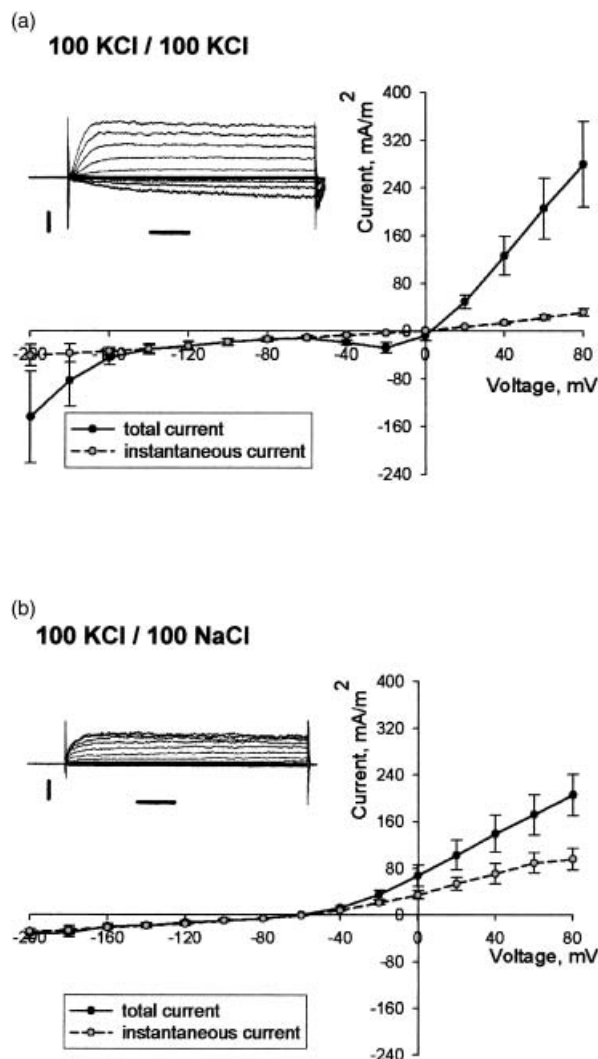 (a)
100 KCl / 100 KCl
Current, mA/m 2
400
320
240
160
80
0
-80
-160
-240
-200 -160 -120 -80 -40 0 40 80
Voltage, mV
total current
instantaneous current
(b)
100 KCl / 100 NaCl
Current, mA/m 2
400
320
240
160
80
0
-80
-160
-240
-200 -160 -120 -80 -40 0 40 80
Voltage, mV
total current
instantaneous current